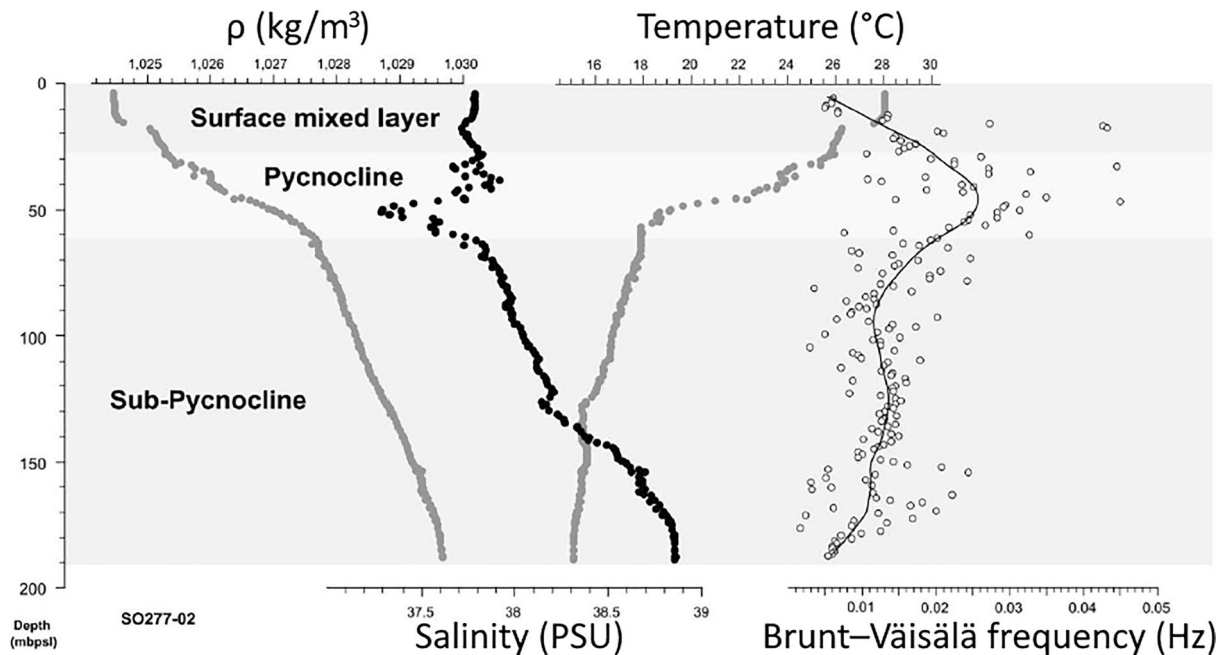 ρ (kg/m³) Temperature (°C)
1,025 1,026 1,027 1,028 1,029 1,030 16 18 20 22 24 26 28 30
0
Surface mixed layer
Pycnocline
50
100
Sub-Pycnocline
150
200
37.5 38 38.5 39 0.01 0.02 0.03 0.04 0.05
Depth
(mbpsl)
SO277-02
Salinity (PSU) Brunt–Väisälä frequency (Hz)